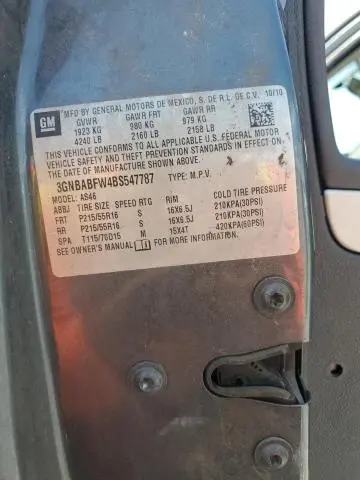 GM
MFD BY GENERAL MOTORS DE MEXICO, S. DE R.L. DE C.V. 10/10
GVWR GAWR FRT GAWR RR
1923 KG 980 KG 979 KG
4240 LB 2160 LB 2158 LB
THIS VEHICLE CONFORMS TO ALL APPLICABLE U.S. FEDERAL MOTOR
VEHICLE SAFETY, BUMPER, AND THEFT PREVENTION STANDARDS IN EFFECT ON
THE DATE OF MANUFACTURE SHOWN ABOVE.
3GNBABFW4BS547787 TYPE: M.P.V.
MODEL: AS46
ABBJ TIRE SIZE SPEED RTG RIM COLD TIRE PRESSURE
FRT P215/55R16 S 16X6.5J 210KPA(30PSI)
RR P215/55R16 S 16X6.5J 210KPA(30PSI)
SPA T115/70D15 M 15X4T 420KPA(60PSI)
SEE OWNER'S MANUAL